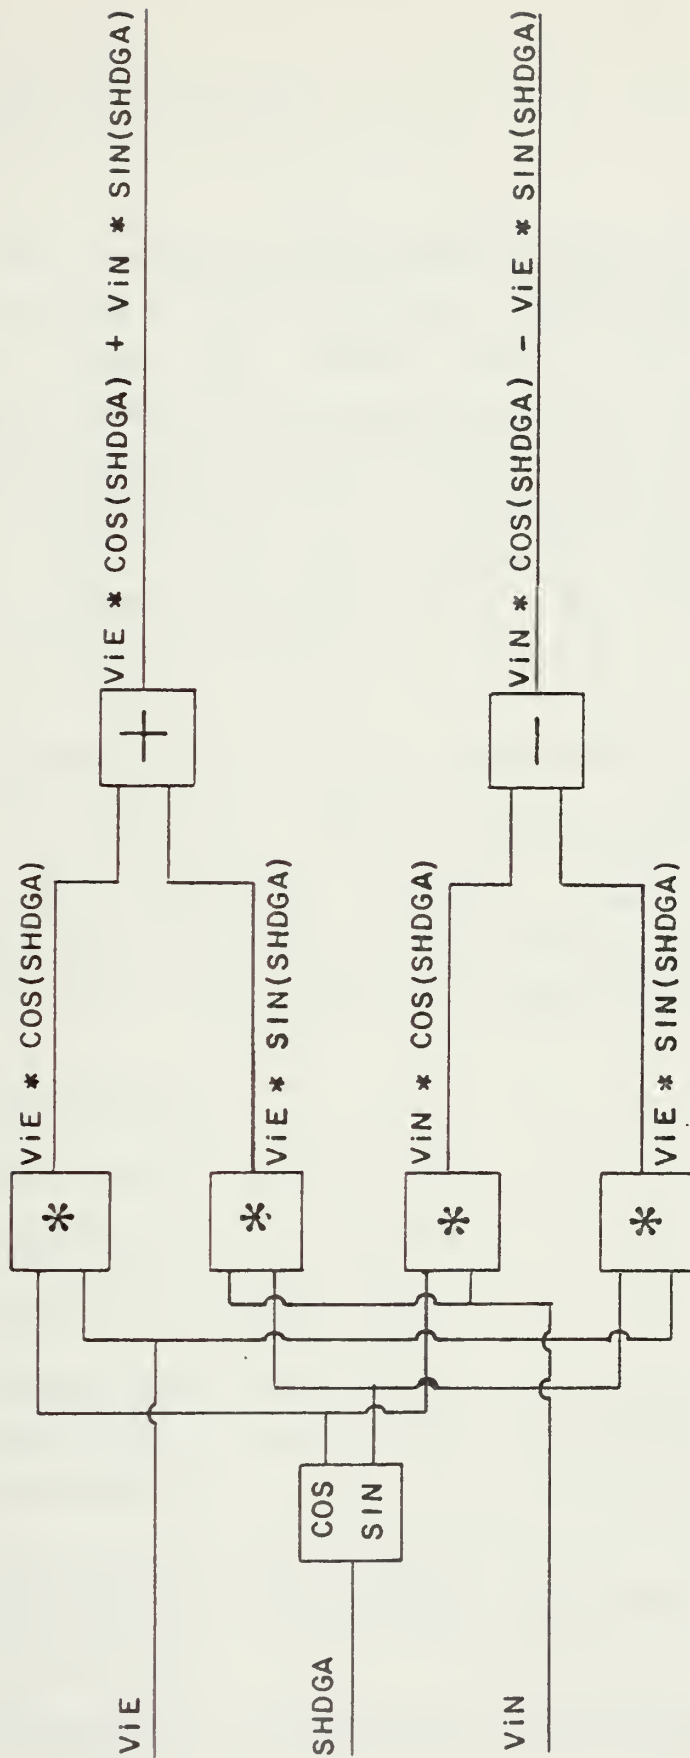 ViE
SHDGA
ViN
COS
SIN
*
*
*
*
ViE * COS(SHDGA)
ViE * SIN(SHDGA)
ViN * COS(SHDGA)
ViE * SIN(SHDGA)
+
−
ViE * COS(SHDGA) + ViN * SIN(SHDGA)
ViN * COS(SHDGA) - ViE * SIN(SHDGA)